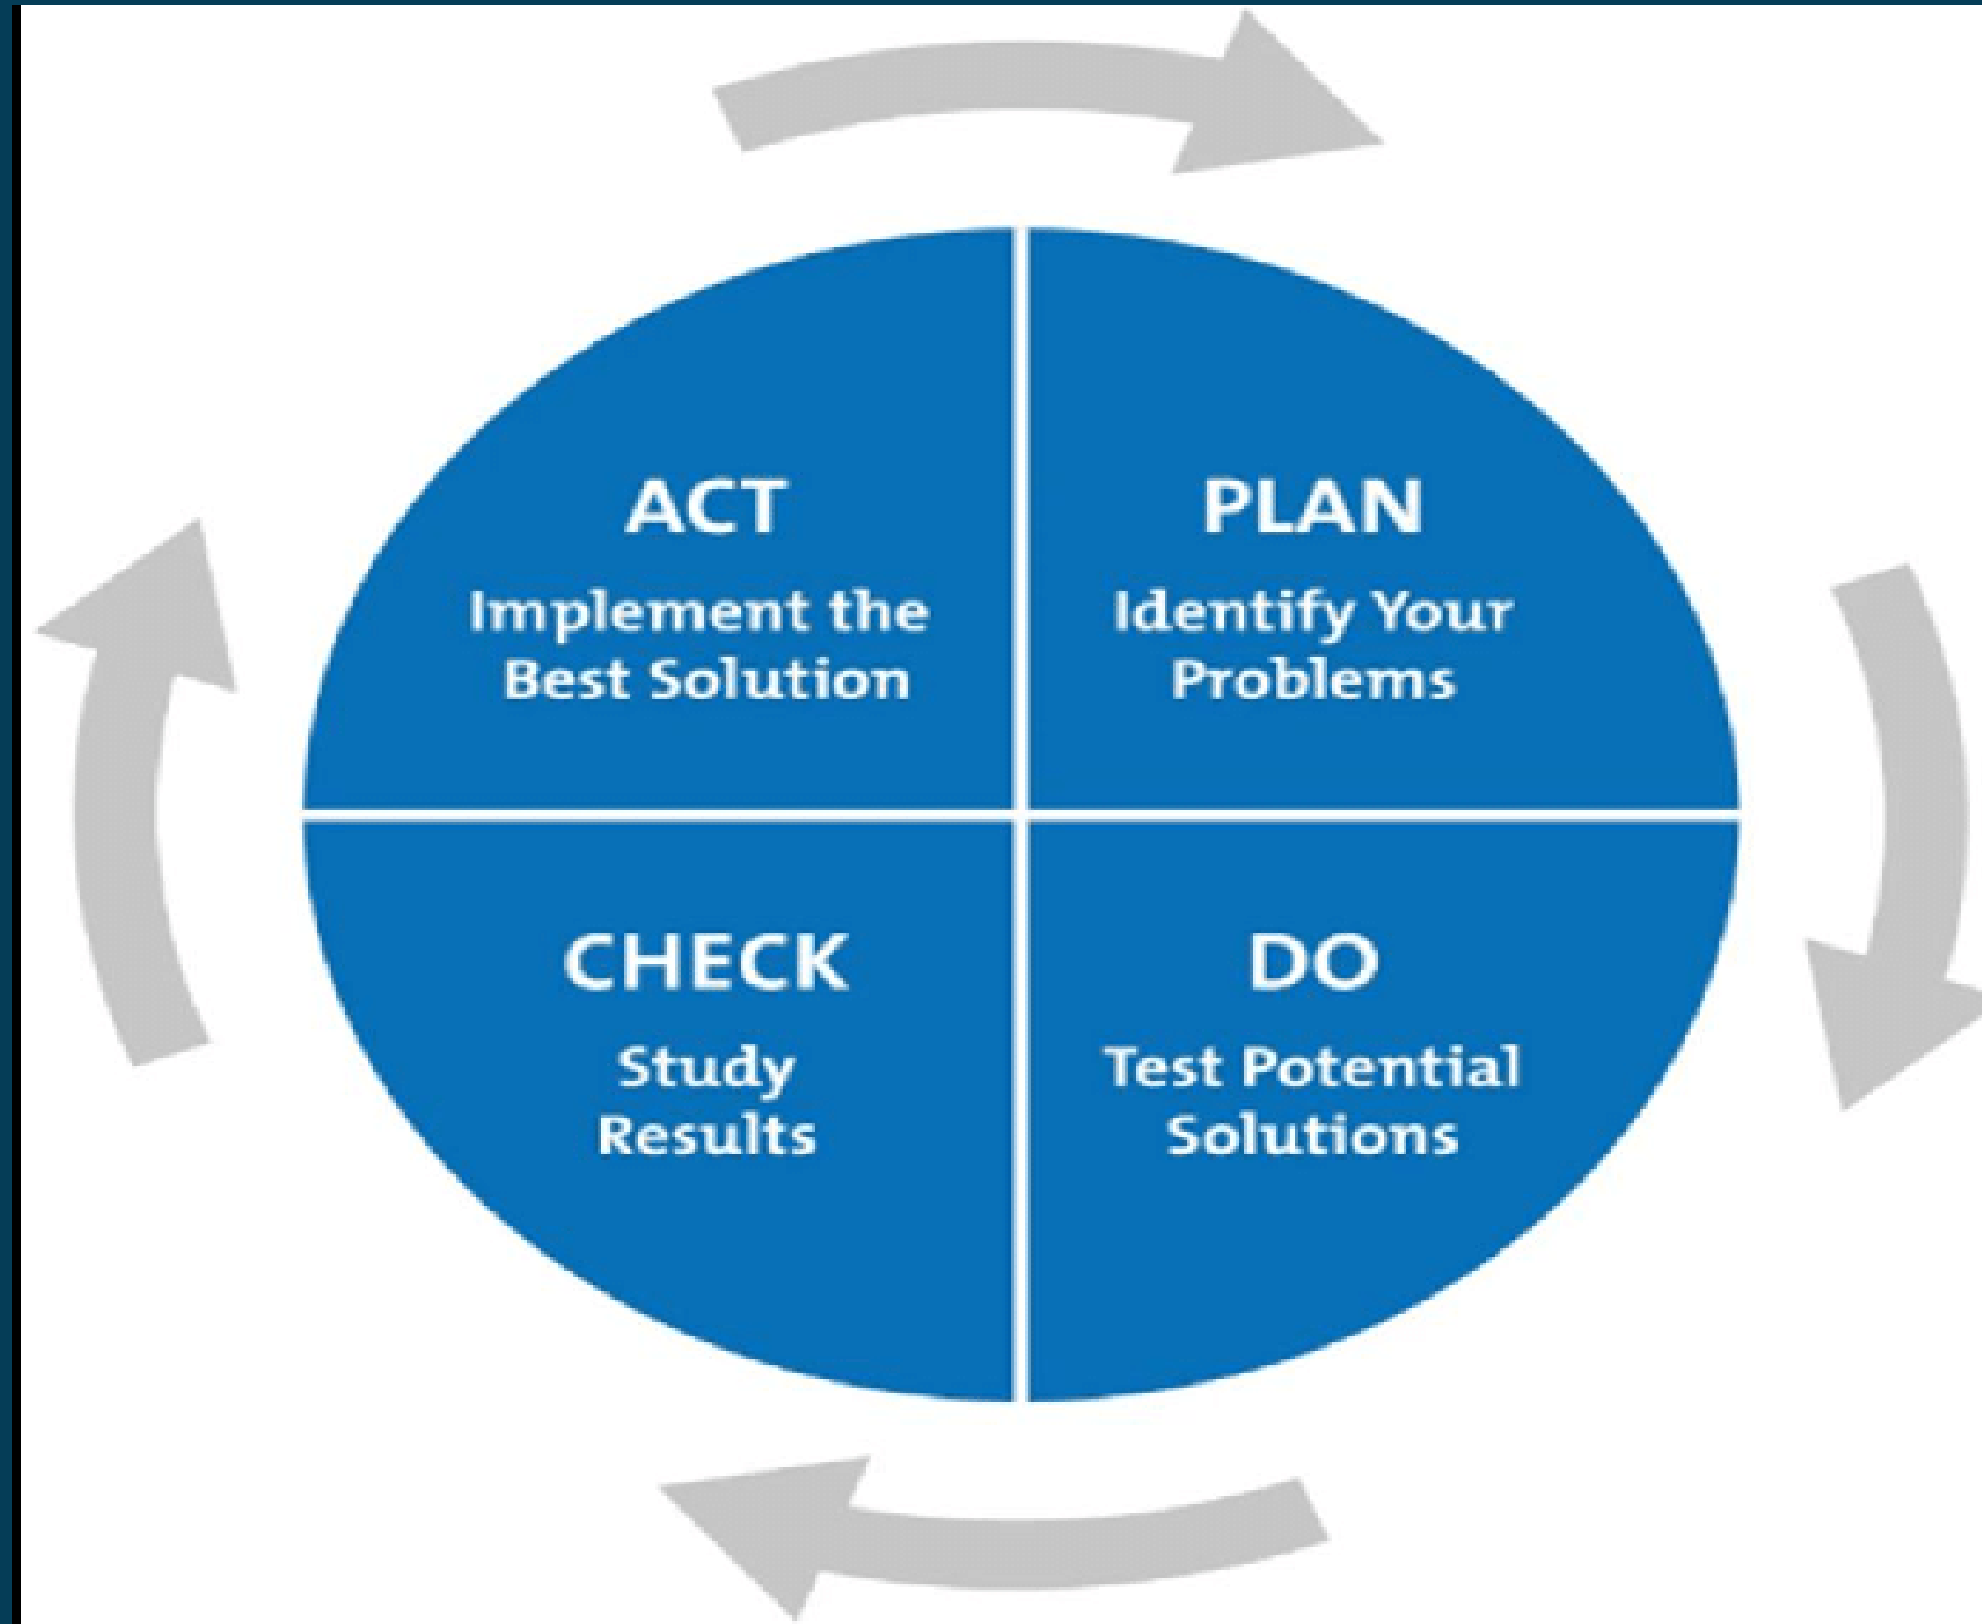 ACT
Implement the
Best Solution
PLAN
Identify Your
Problems
CHECK
Study
Results
DO
Test Potential
Solutions